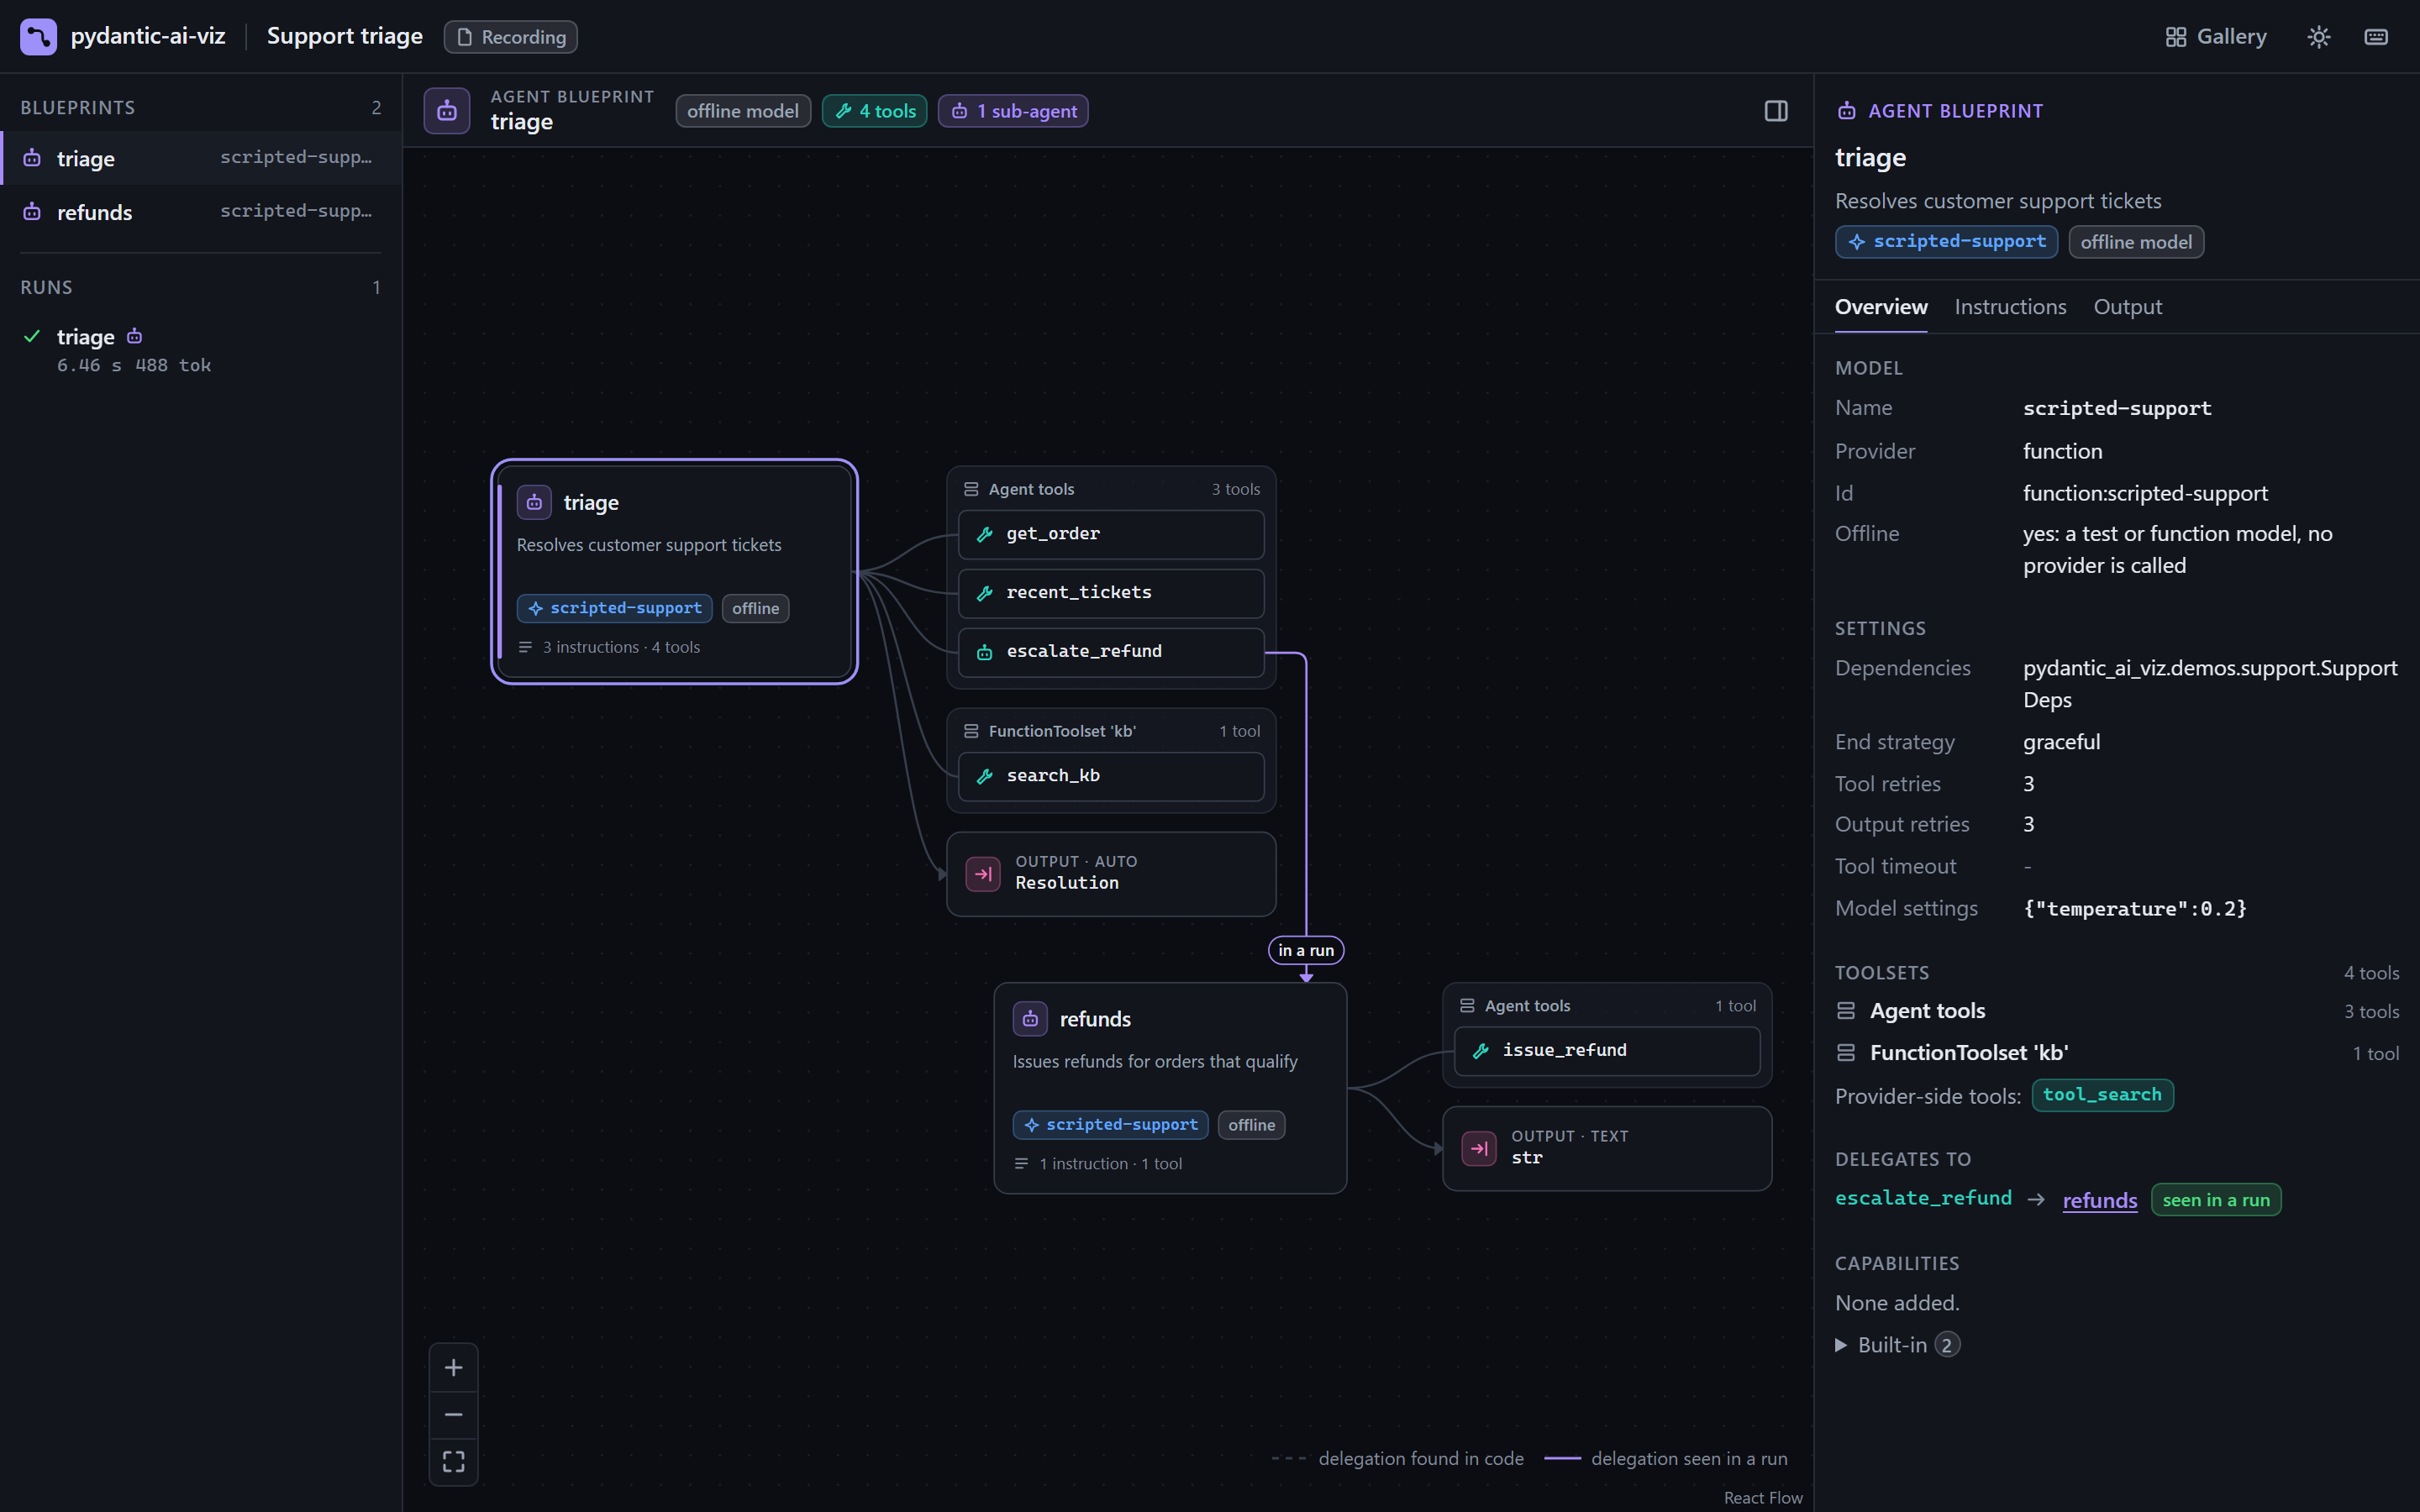 pydantic-ai-viz
Support triage
Recording
Gallery
BLUEPRINTS 2
triage scripted-supp…
refunds scripted-supp…
RUNS 1
triage
6.46 s 488 tok
AGENT BLUEPRINT
triage
offline model
4 tools
1 sub-agent
triage
Resolves customer support tickets
scripted-support
offline
3 instructions · 4 tools
Agent tools 3 tools
get_order
recent_tickets
escalate_refund
FunctionToolset 'kb' 1 tool
search_kb
OUTPUT · AUTO
Resolution
in a run
refunds
Issues refunds for orders that qualify
scripted-support
offline
1 instruction · 1 tool
Agent tools 1 tool
issue_refund
OUTPUT · TEXT
str
delegation found in code
delegation seen in a run
React Flow
AGENT BLUEPRINT
triage
Resolves customer support tickets
scripted-support
offline model
Overview Instructions Output
MODEL
Name scripted-support
Provider function
Id function:scripted-support
Offline yes: a test or function model, no
provider is called
SETTINGS
Dependencies pydantic_ai_viz.demos.support.Support
Deps
End strategy graceful
Tool retries 3
Output retries 3
Tool timeout -
Model settings {"temperature":0.2}
TOOLSETS 4 tools
Agent tools 3 tools
FunctionToolset 'kb' 1 tool
Provider-side tools: tool_search
DELEGATES TO
escalate_refund → refunds seen in a run
CAPABILITIES
None added.
Built-in 2